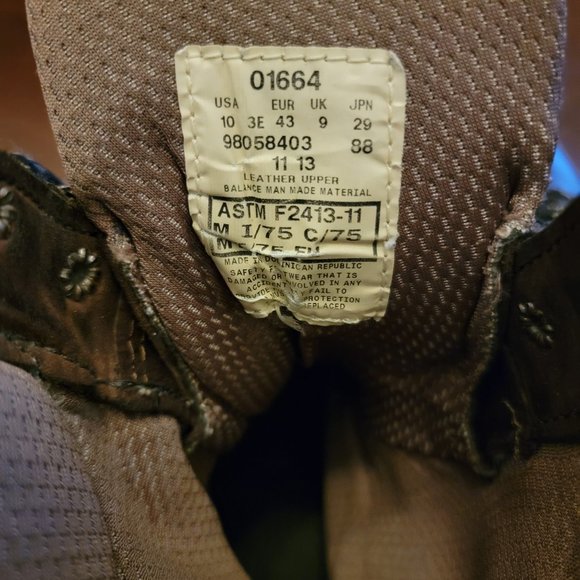 01664
USA EUR UK JPN
10 3E 43 9 29
98058403 88
11 13
LEATHER UPPER
BALANCE MAN MADE MATERIAL
ASTM F2413-11
M I/75 C/75
M /75 EH
MADE IN DOMINICAN REPUBLIC
SAFETY FOOTWEAR THAT IS
DAMAGED INVOLVED IN ANY
ACCIDENT FAIL TO
PROTECTION
REPLACED